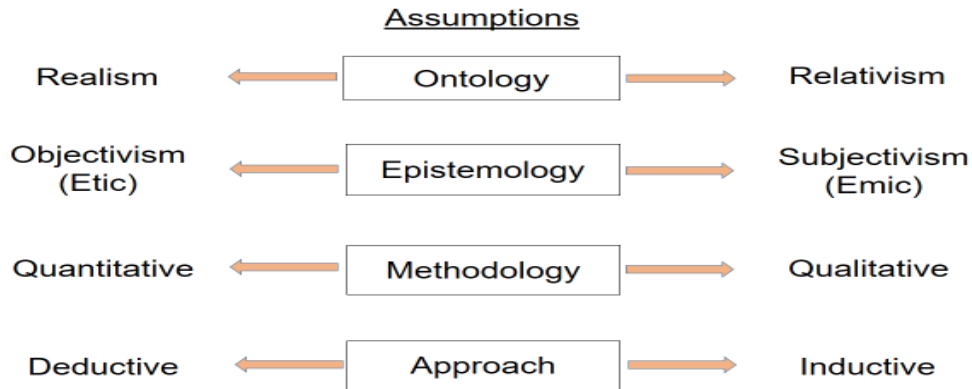 Assumptions
Realism Ontology Relativism
Objectivism
(Etic)
Epistemology
Subjectivism
(Emic)
Quantitative Methodology Qualitative
Deductive Approach Inductive